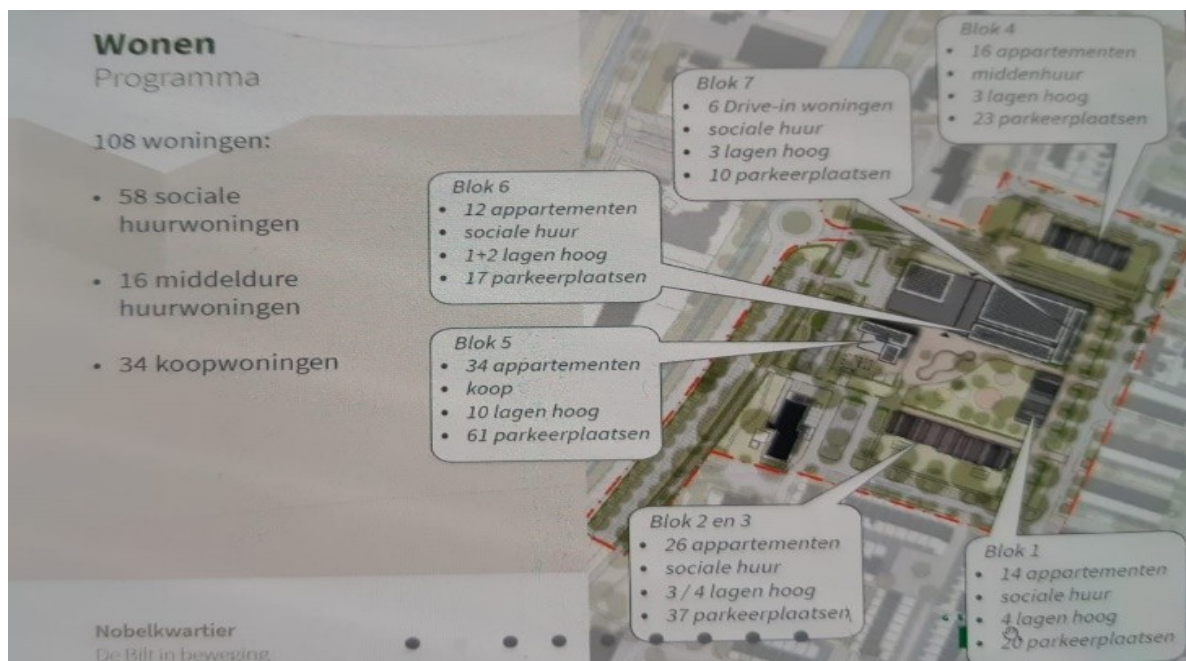 Wonen
Programma
108 woningen:
• 58 sociale
huurwoningen
• 16 middeldure
huurwoningen
• 34 koopwoningen
Nobelkwartier
De Bilt in beweging
Blok 4
• 16 appartementen
• middenhuur
• 3 lagen hoog
• 23 parkeerplaatsen
Blok 7
• 6 Drive-in woningen
• sociale huur
• 3 lagen hoog
• 10 parkeerplaatsen
Blok 6
• 12 appartementen
• sociale huur
• 1+2 lagen hoog
• 17 parkeerplaatsen
Blok 5
• 34 appartementen
• koop
• 10 lagen hoog
• 61 parkeerplaatsen
Blok 2 en 3
• 26 appartementen
• sociale huur
• 3 / 4 lagen hoog
• 37 parkeerplaatsen
Blok 1
• 14 appartementen
• sociale huur
• 4 lagen hoog
• 20 parkeerplaatsen